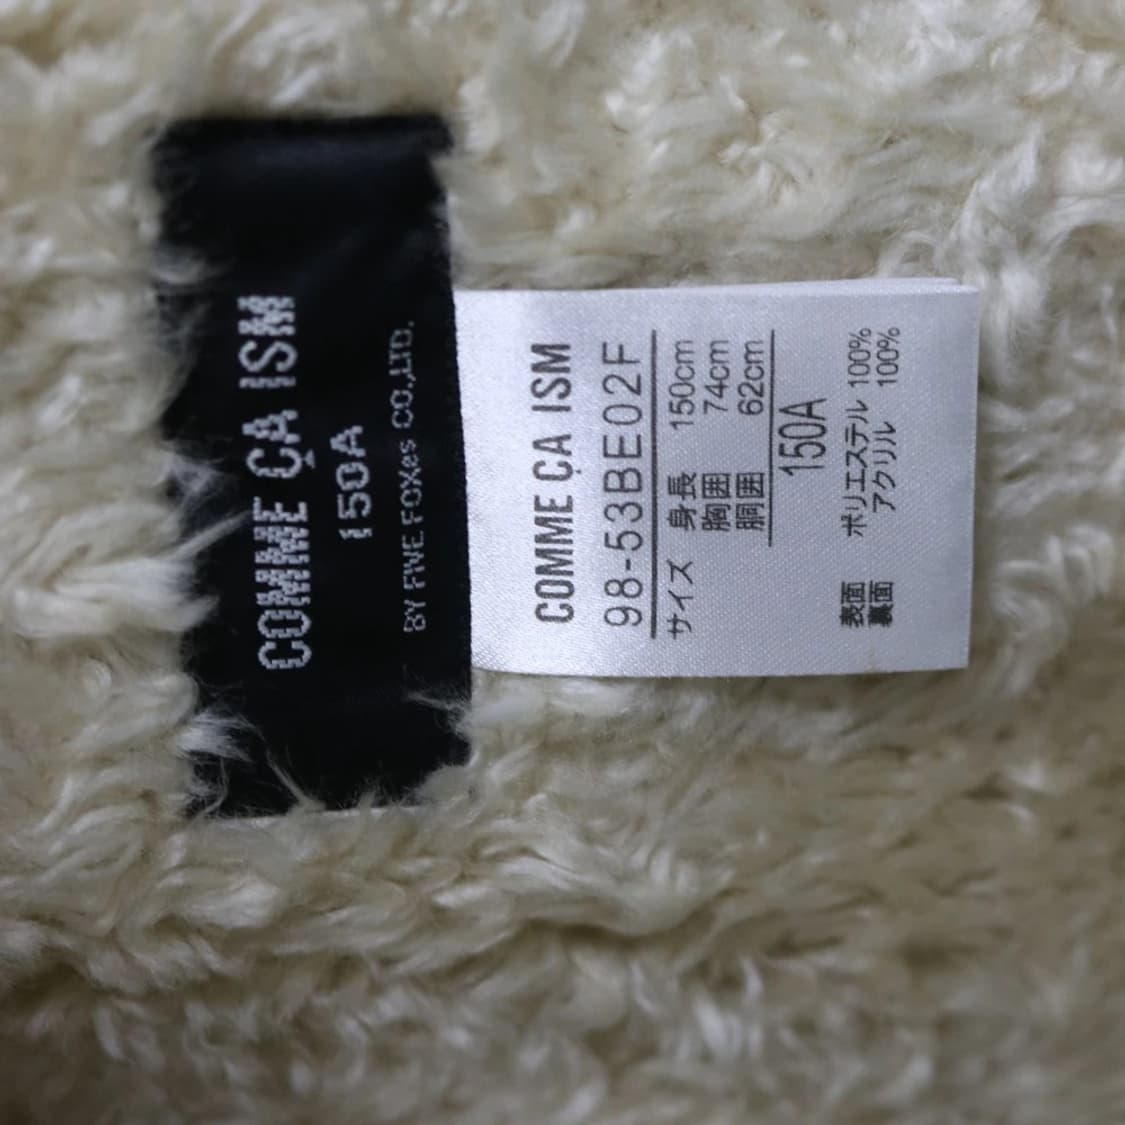 COMME ÇA ISM
150A
BY FIVE FOXes CO.,LTD.
COMME ÇA ISM
98-53BE02F
サイズ 身長 150cm
胸囲 74cm
胴囲 62cm
150A
表面 ポリエステル 100%
裏面 アクリル 100%